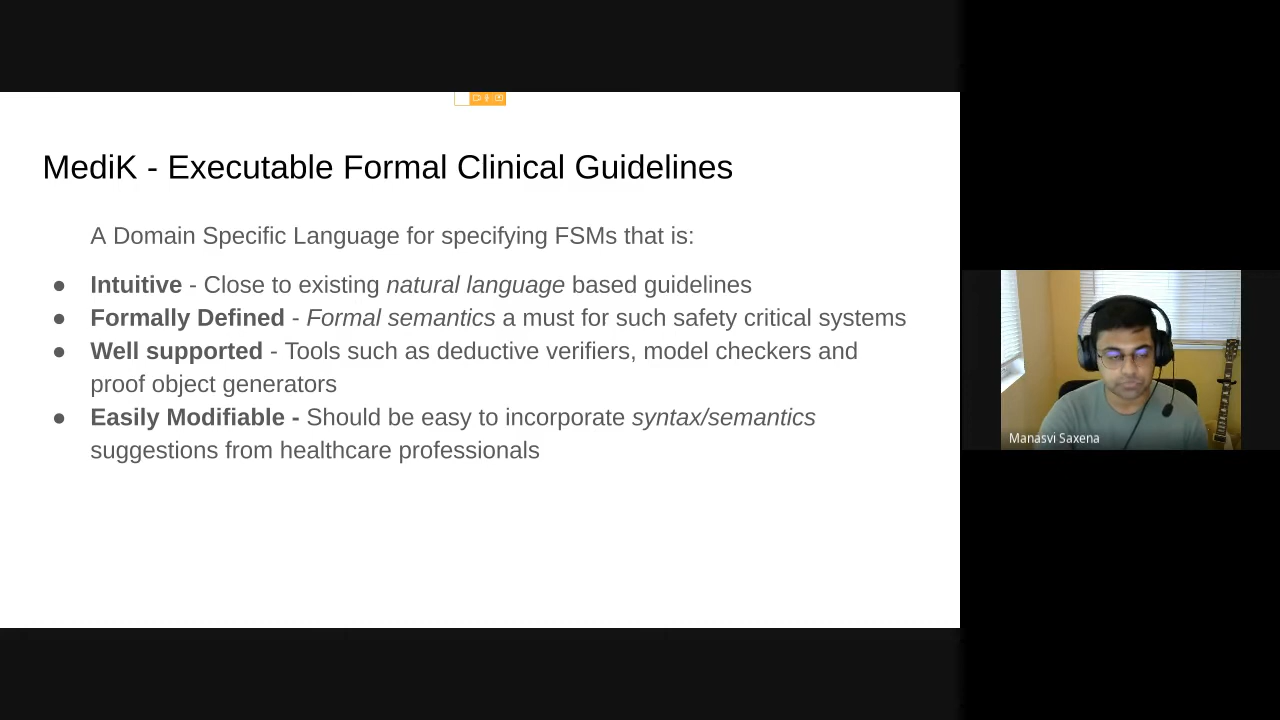 MediK - Executable Formal Clinical Guidelines
A Domain Specific Language for specifying FSMs that is:
● Intuitive - Close to existing natural language based guidelines
● Formally Defined - Formal semantics a must for such safety critical systems
● Well supported - Tools such as deductive verifiers, model checkers and
proof object generators
● Easily Modifiable - Should be easy to incorporate syntax/semantics
suggestions from healthcare professionals
Manasvi Saxena